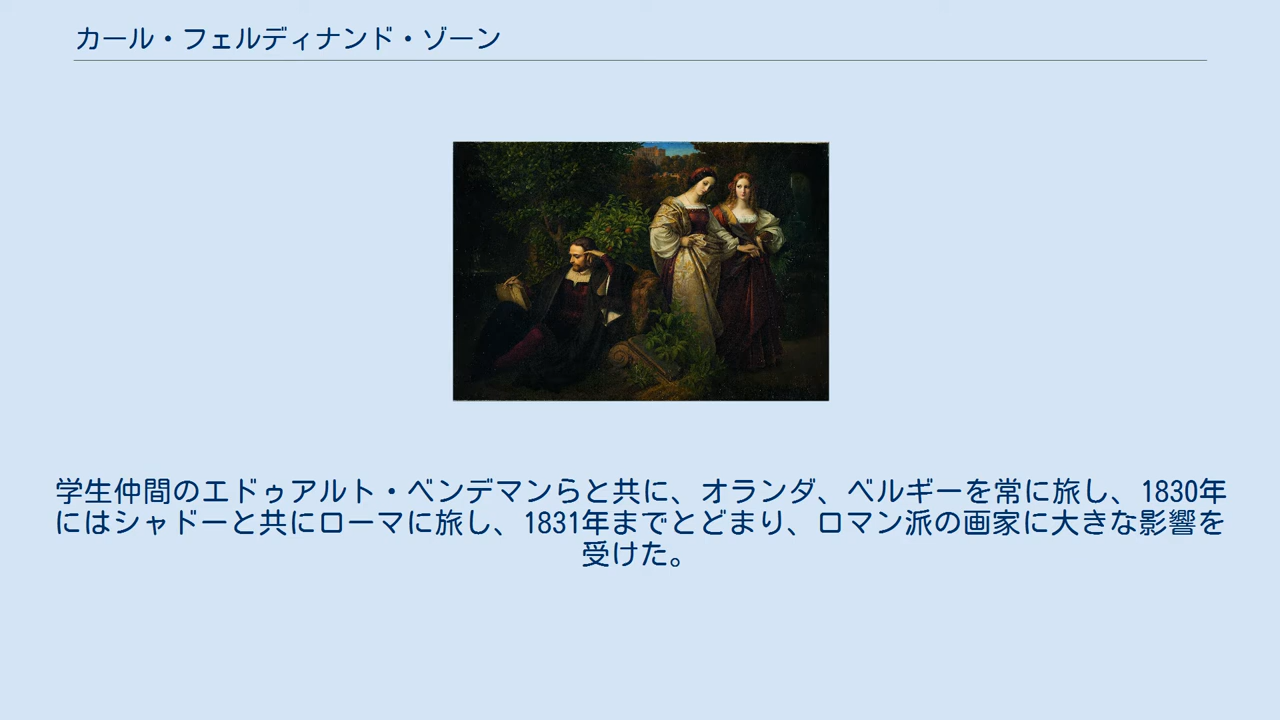 カール・フェルディナンド・ゾーン
学生仲間のエドゥアルト・ベンデマンらと共に、オランダ、ベルギーを常に旅し、1830年
にはシャドーと共にローマに旅し、1831年までとどまり、ロマン派の画家に大きな影響を
受けた。